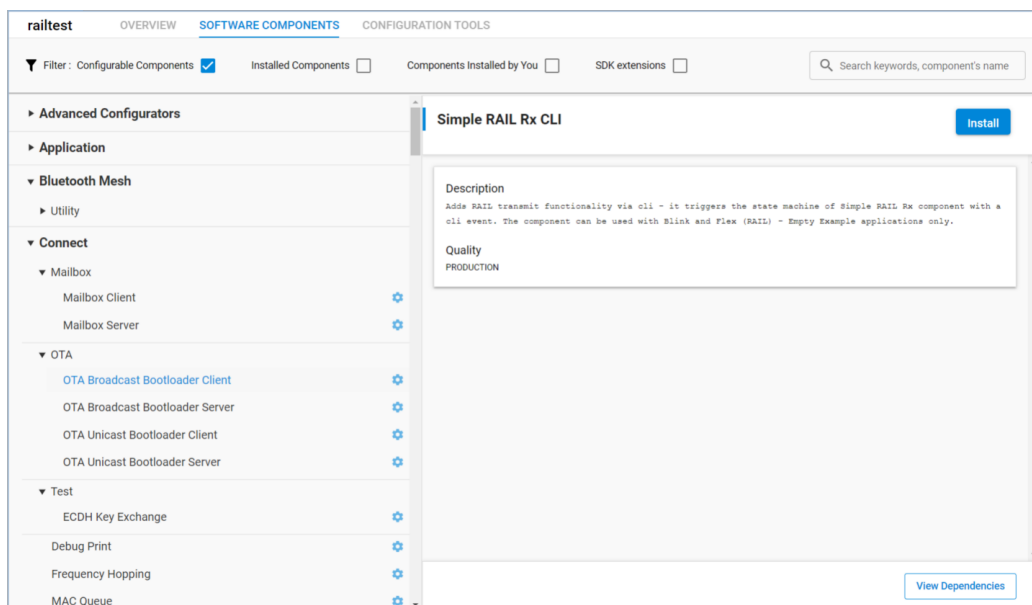 railtest OVERVIEW SOFTWARE COMPONENTS CONFIGURATION TOOLS
Filter : Configurable Components Installed Components Components Installed by You SDK extensions Search keywords, component's name
Advanced Configurators
Application
Bluetooth Mesh
Utility
Connect
Mailbox
Mailbox Client
Mailbox Server
OTA
OTA Broadcast Bootloader Client
OTA Broadcast Bootloader Server
OTA Unicast Bootloader Client
OTA Unicast Bootloader Server
Test
ECDH Key Exchange
Debug Print
Frequency Hopping
MAC Queue
Simple RAIL Rx CLI
Install
Description
Adds RAIL transmit functionality via cli - it triggers the state machine of Simple RAIL Rx component with a
cli event. The component can be used with Blink and Flex (RAIL) - Empty Example applications only.
Quality
PRODUCTION
View Dependencies